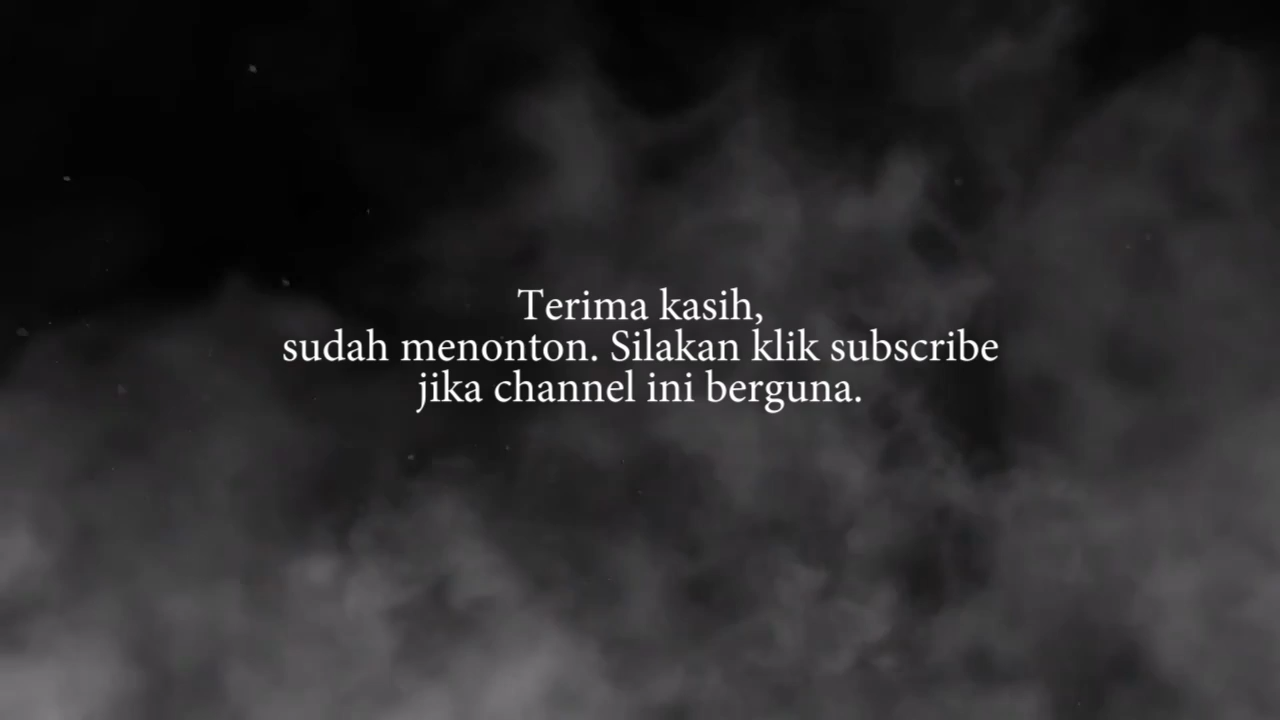 Terima kasih,
sudah menonton. Silakan klik subscribe
jika channel ini berguna.